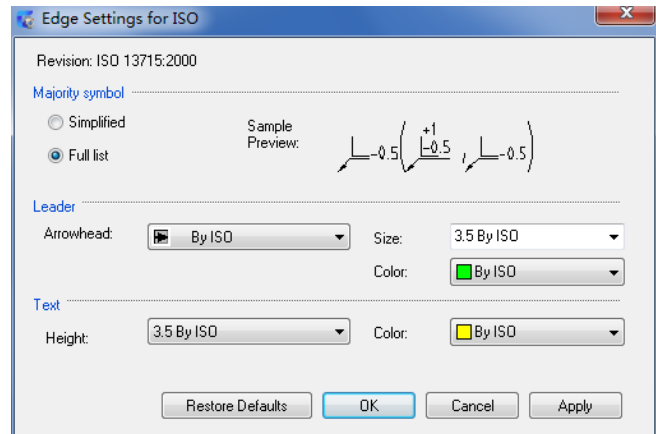 Edge Settings for ISO
Revision: ISO 13715:2000
Majority symbol
Simplified
Full list
Sample
Preview:
-0.5( +1 -0.5 , -0.5)
Leader
Arrowhead: By ISO
Size: 3.5 By ISO
Color: By ISO
Text
Height: 3.5 By ISO
Color: By ISO
Restore Defaults OK Cancel Apply